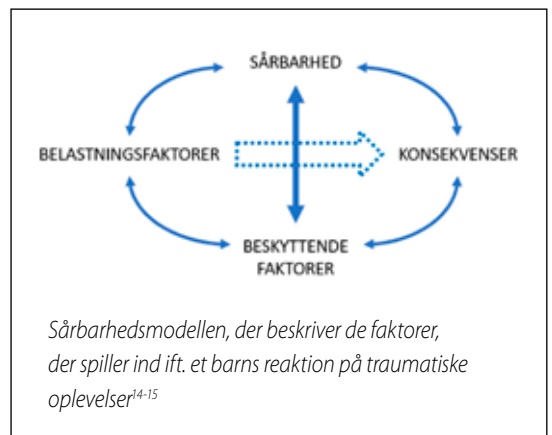 SÅRBARHED
BELASTNINGSFAKTORER
KONSEKVENSER
BESKYTTENDE
FAKTORER
Sårbarhedsmodellen, der beskriver de faktorer,
der spiller ind ift. et barns reaktion på traumatiske
oplevelser14-15